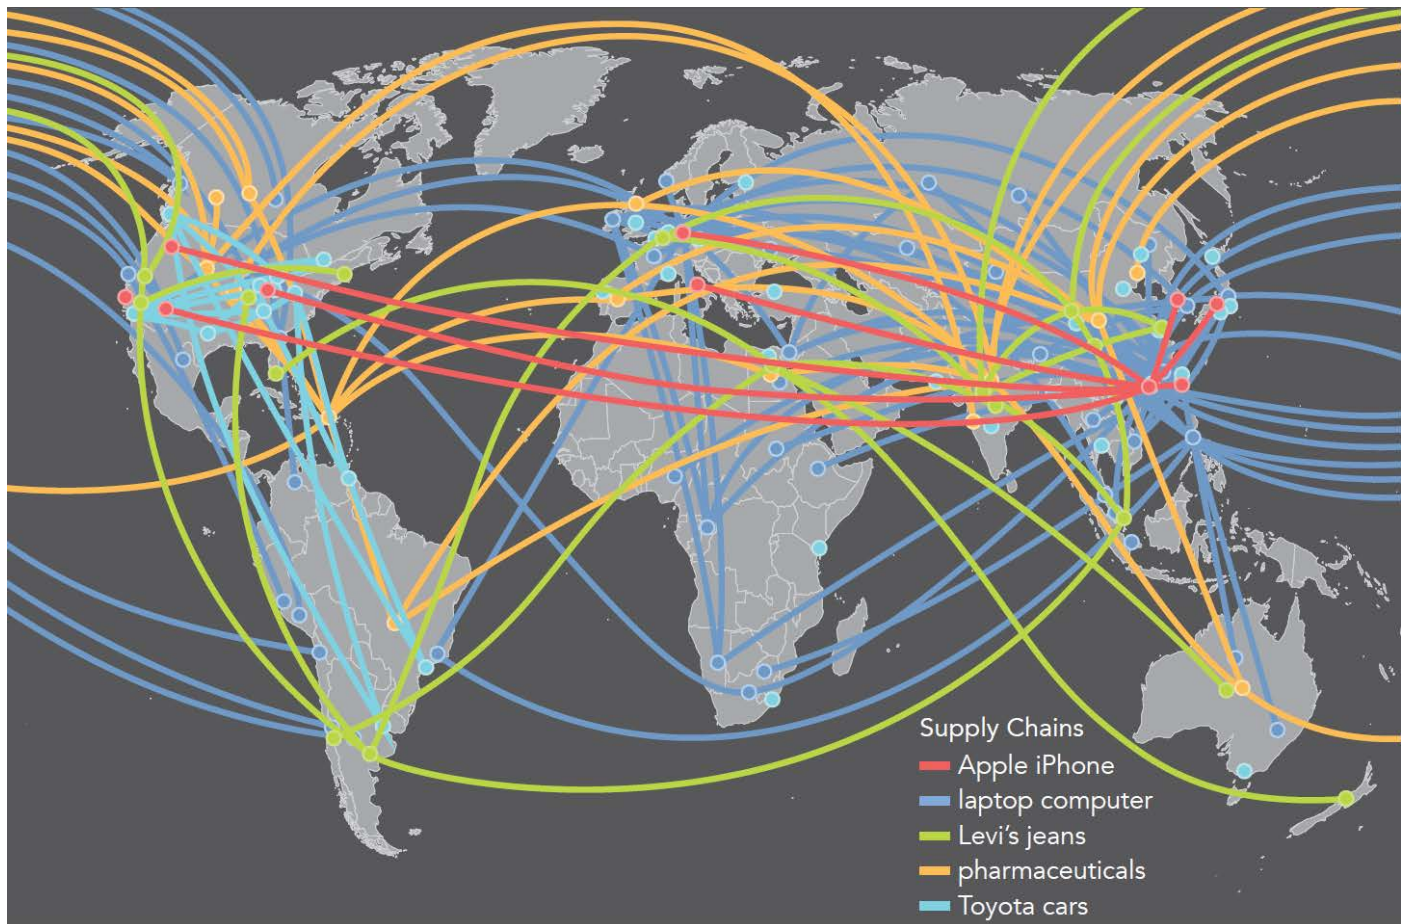 Supply Chains
Apple iPhone
laptop computer
Levi’s jeans
pharmaceuticals
Toyota cars